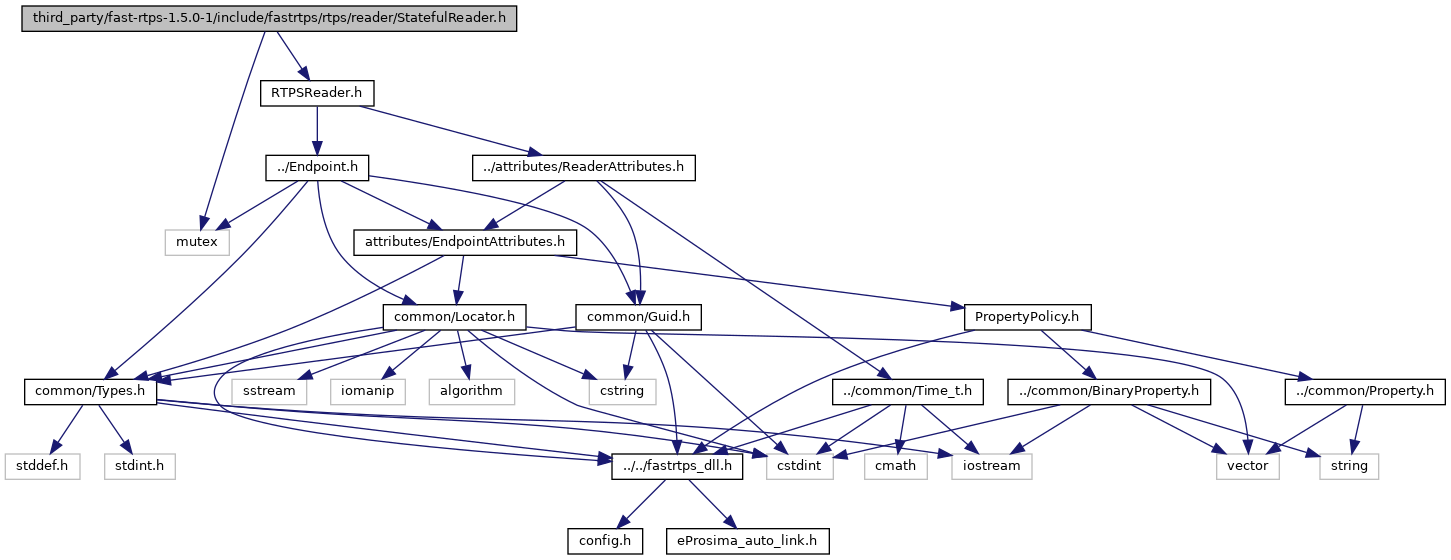 third_party/fast-rtps-1.5.0-1/include/fastrtps/rtps/reader/StatefulReader.h
RTPSReader.h
../Endpoint.h
../attributes/ReaderAttributes.h
mutex
attributes/EndpointAttributes.h
common/Locator.h
common/Guid.h
PropertyPolicy.h
common/Types.h
sstream
iomanip
algorithm
cstring
../common/Time_t.h
../common/BinaryProperty.h
../common/Property.h
stddef.h
stdint.h
../../fastrtps_dll.h
cstdint
cmath
iostream
vector
string
config.h
eProsima_auto_link.h